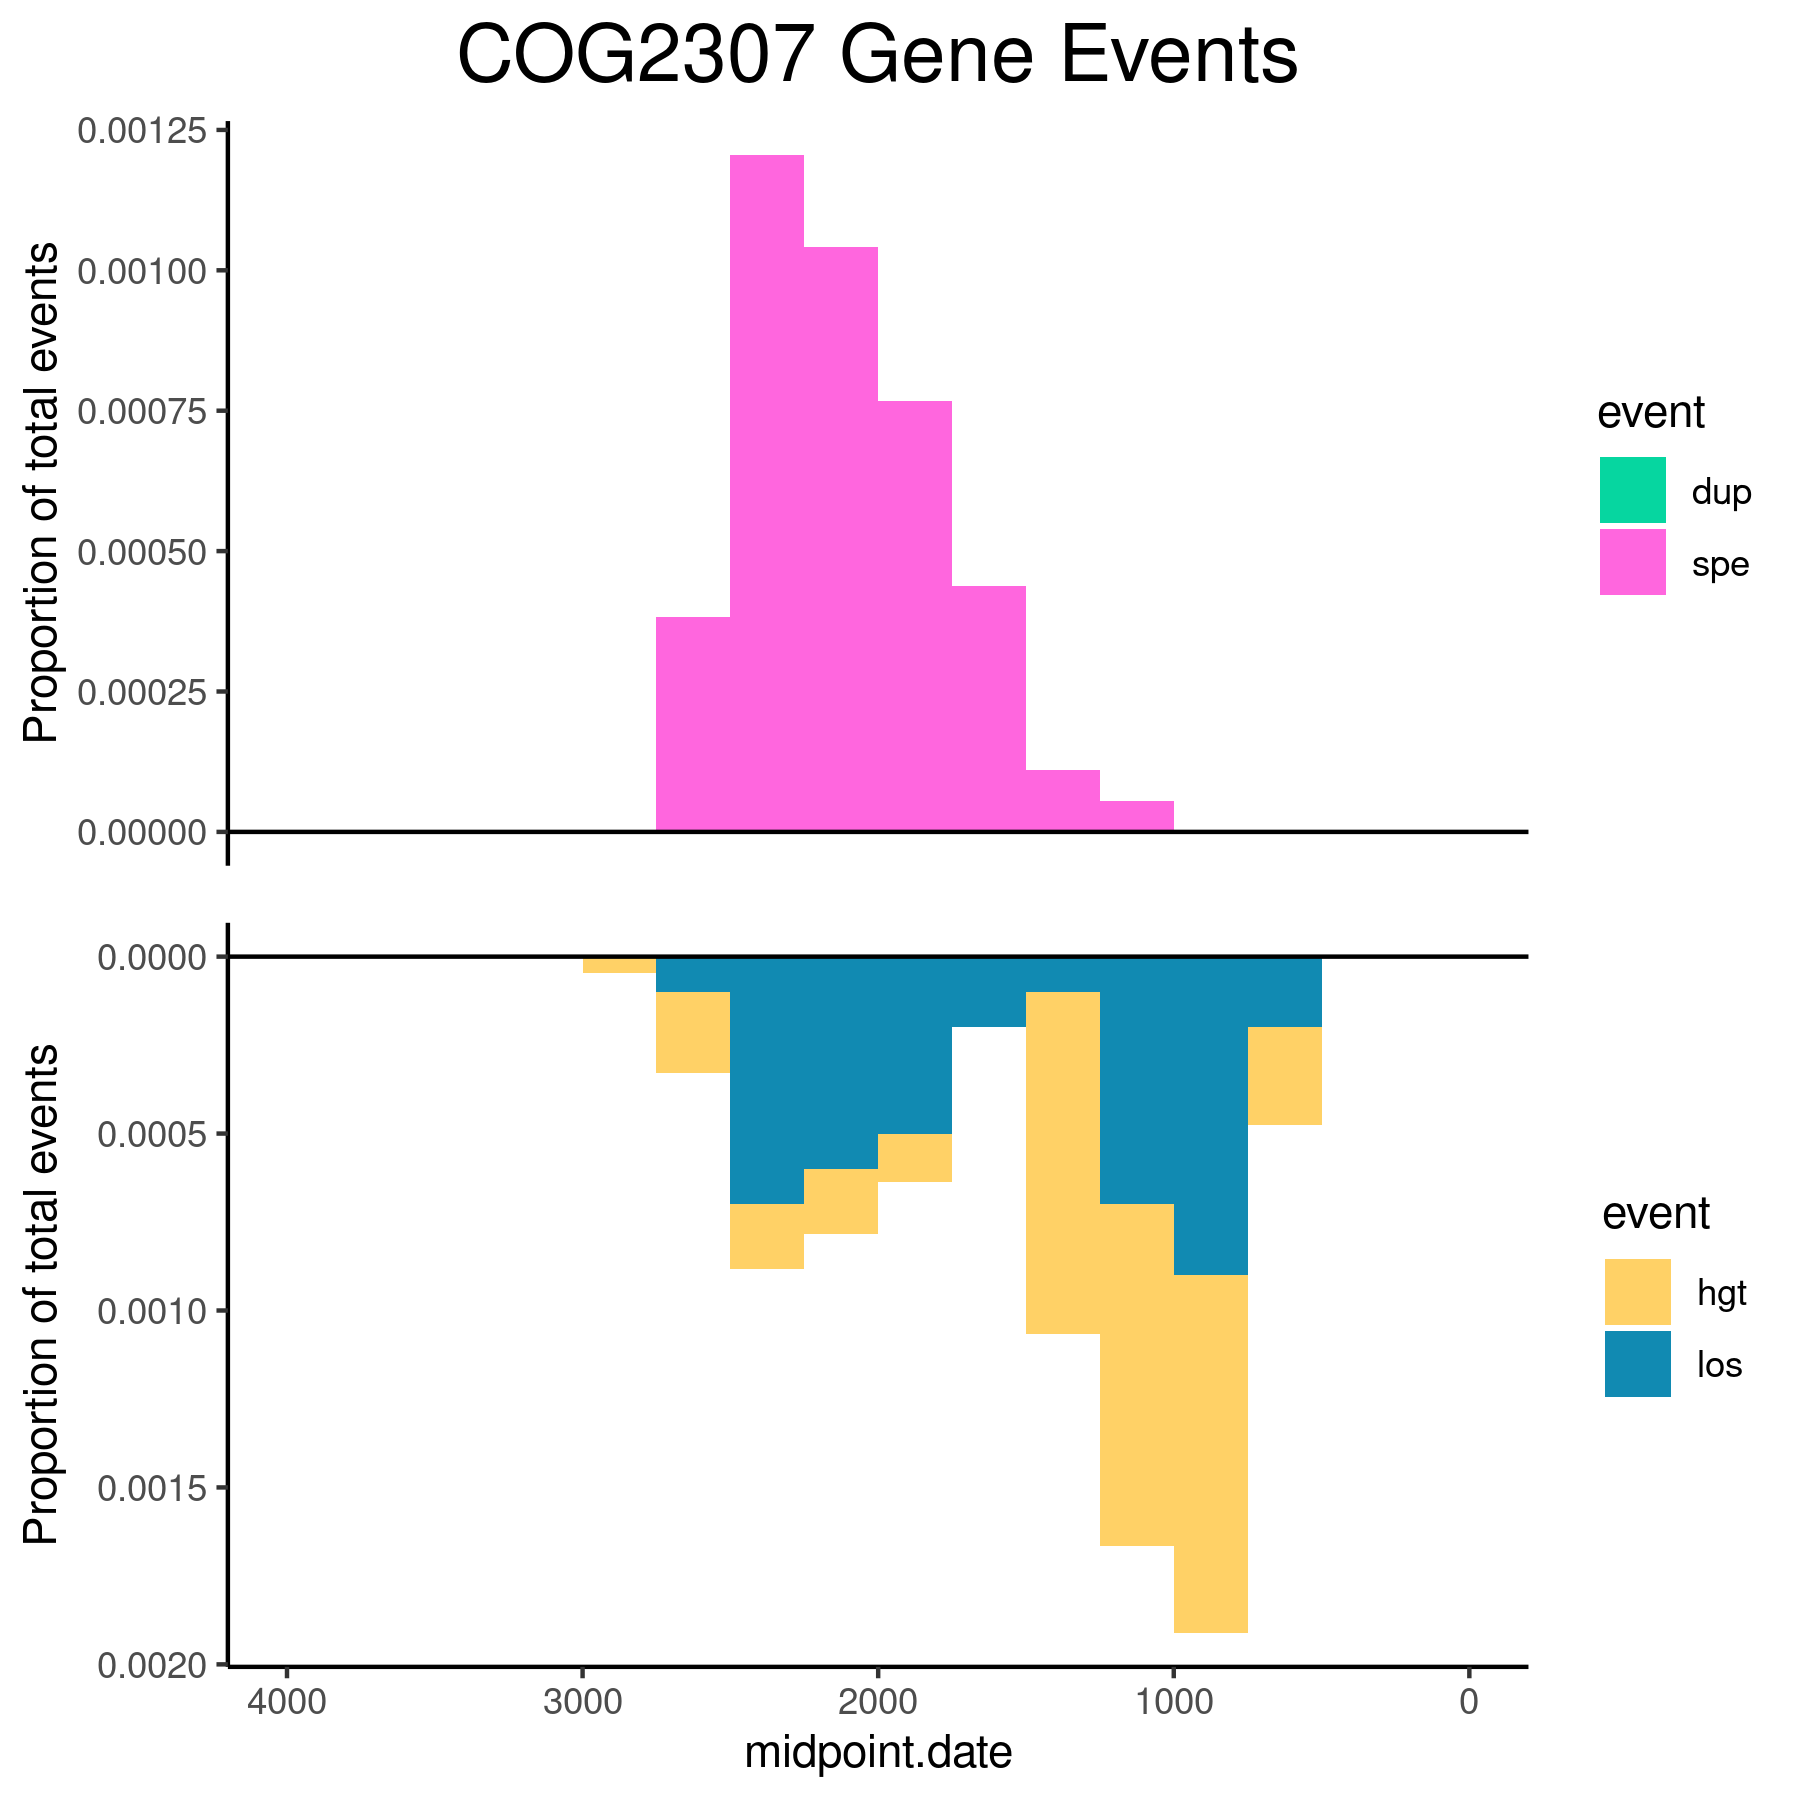 COG2307 Gene Events
Proportion of total events
0.00125
0.00100
0.00075
0.00050
0.00025
0.00000
event
dup
spe
Proportion of total events
0.0000
0.0005
0.0010
0.0015
0.0020
event
hgt
los
4000 3000 2000 1000 0
midpoint.date